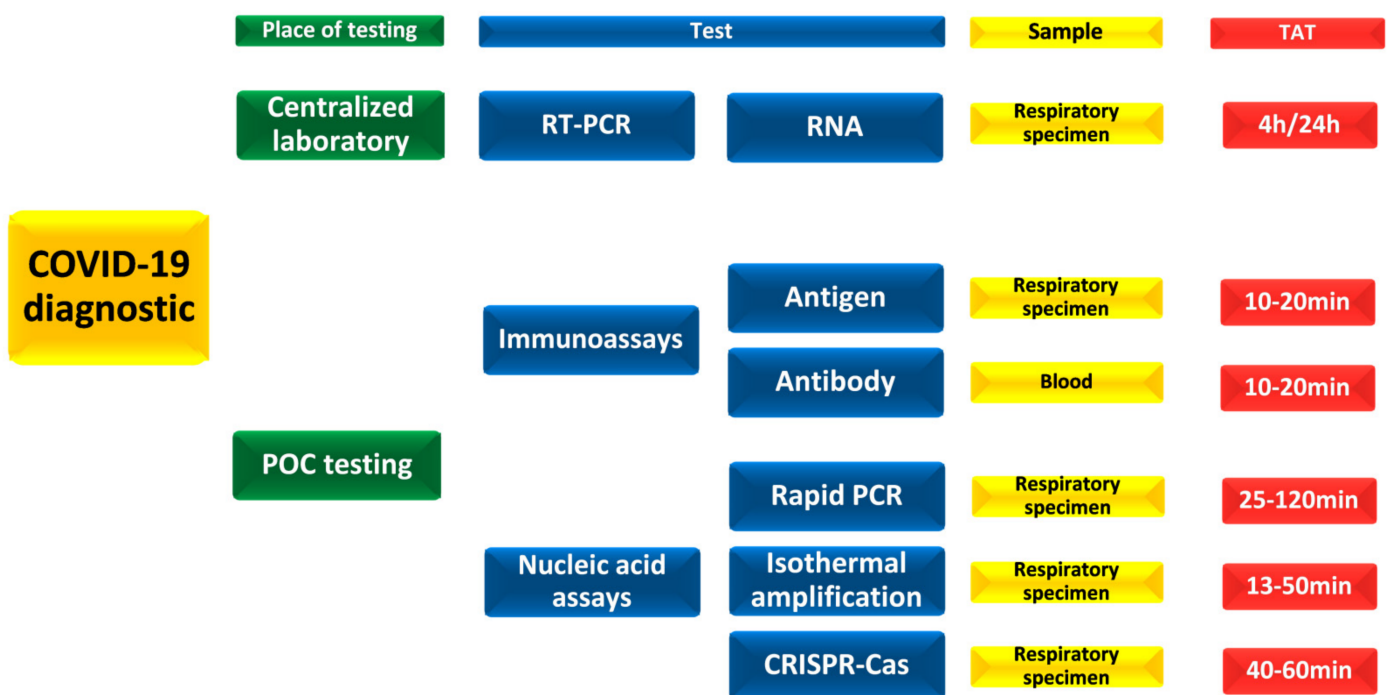 Place of testing
Test
Sample
TAT
Centralized
laboratory
RT-PCR
RNA
Respiratory
specimen
4h/24h
COVID-19
diagnostic
Immunoassays
Antigen
Respiratory
specimen
10-20min
Antibody
Blood
10-20min
POC testing
Nucleic acid
assays
Rapid PCR
Respiratory
specimen
25-120min
Isothermal
amplification
Respiratory
specimen
13-50min
CRISPR-Cas
Respiratory
specimen
40-60min